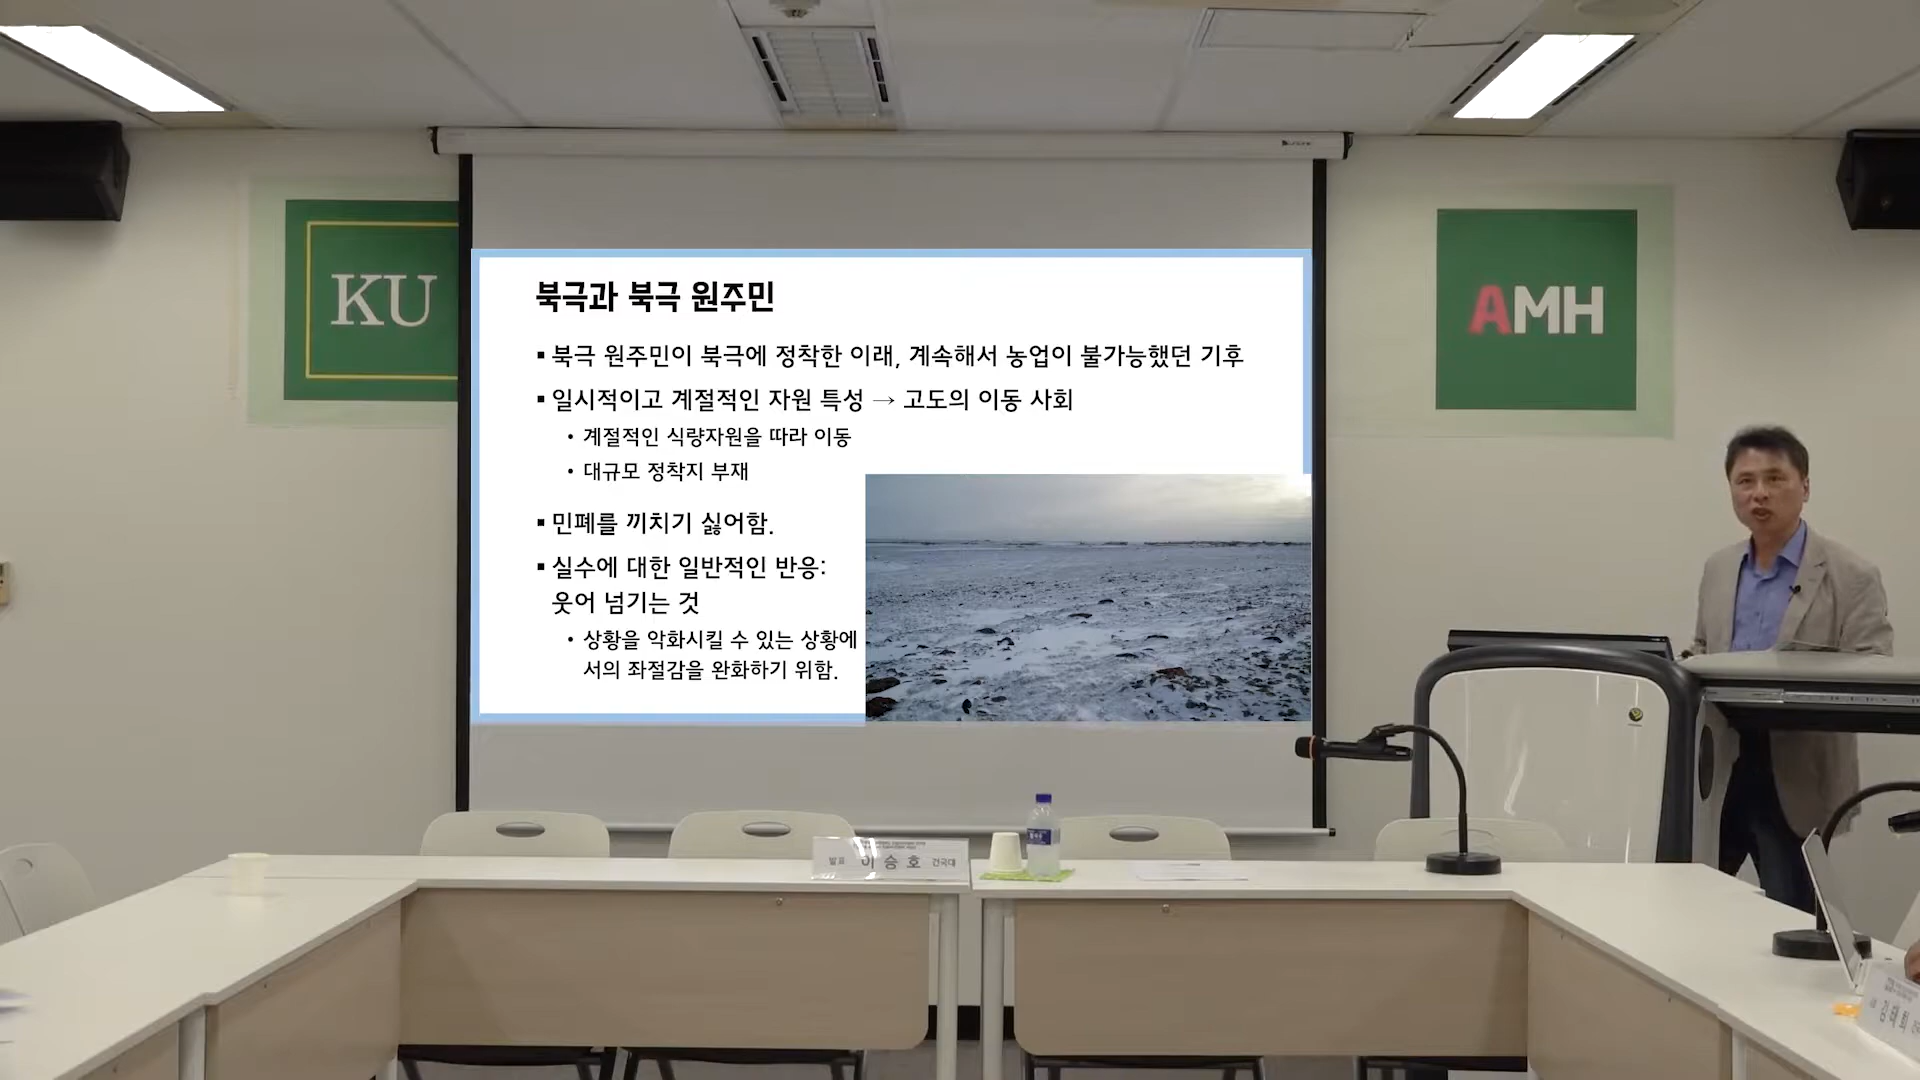 KU
AMH
북극과 북극 원주민
▪ 북극 원주민이 북극에 정착한 이래, 계속해서 농업이 불가능했던 기후
▪ 일시적이고 계절적인 자원 특성 → 고도의 이동 사회
• 계절적인 식량자원을 따라 이동
• 대규모 정착지 부재
▪ 민폐를 끼치기 싫어함.
▪ 실수에 대한 일반적인 반응:
웃어 넘기는 것
• 상황을 악화시킬 수 있는 상황에
서의 좌절감을 완화하기 위함.
발표 이승호 건국대